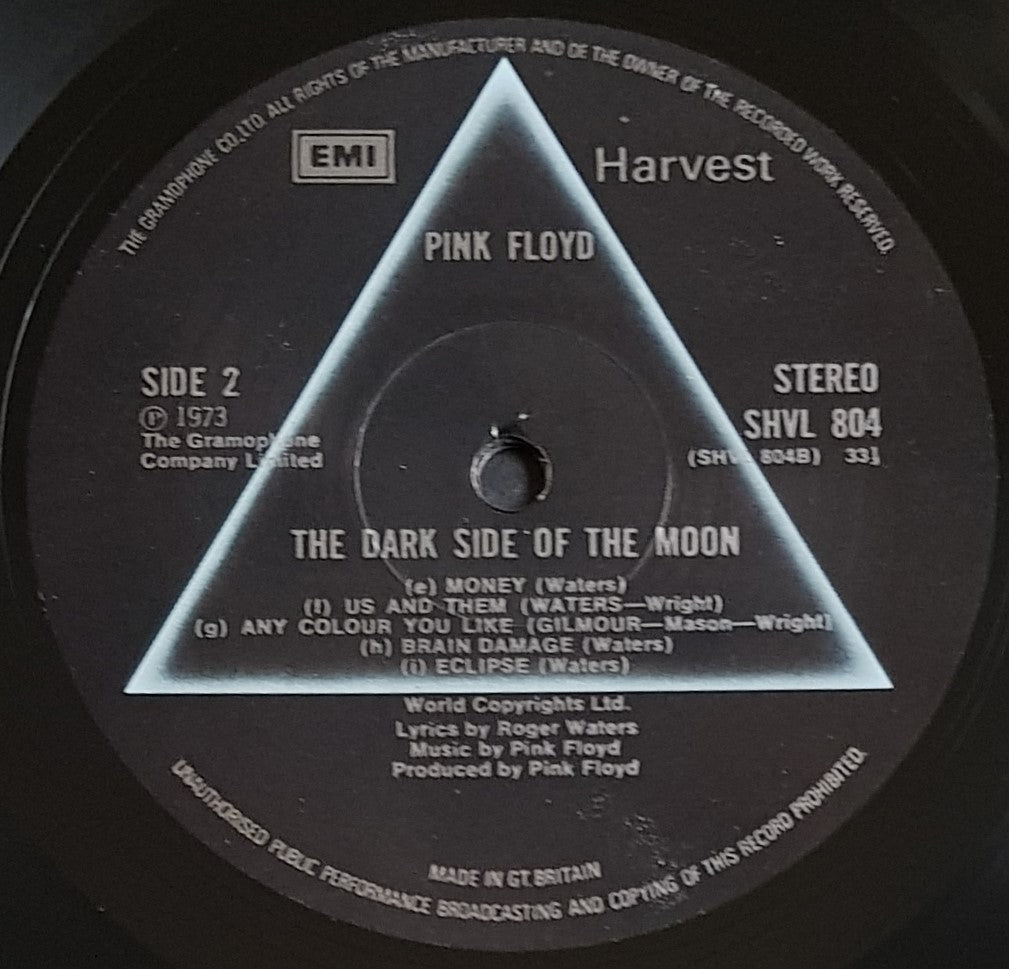 THE GRAMOPHONE CO. LTD. ALL RIGHTS OF THE MANUFACTURER AND OF THE OWNER OF THE RECORDED WORK RESERVED.
EMI
Harvest
PINK FLOYD
SIDE 2
Ⓟ 1973
The Gramophone
Company Limited
STEREO
SHVL 804
(SHVL 804B) 33⅓
THE DARK SIDE OF THE MOON
(e) MONEY (Waters)
(f) US AND THEM (WATERS—Wright)
(g) ANY COLOUR YOU LIKE (GILMOUR—Mason—Wright)
(h) BRAIN DAMAGE (Waters)
(i) ECLIPSE (Waters)
World Copyrights Ltd.
Lyrics by Roger Waters
Music by Pink Floyd
Produced by Pink Floyd
MADE IN GT. BRITAIN
UNAUTHORISED PUBLIC PERFORMANCE BROADCASTING AND COPYING OF THIS RECORD PROHIBITED.